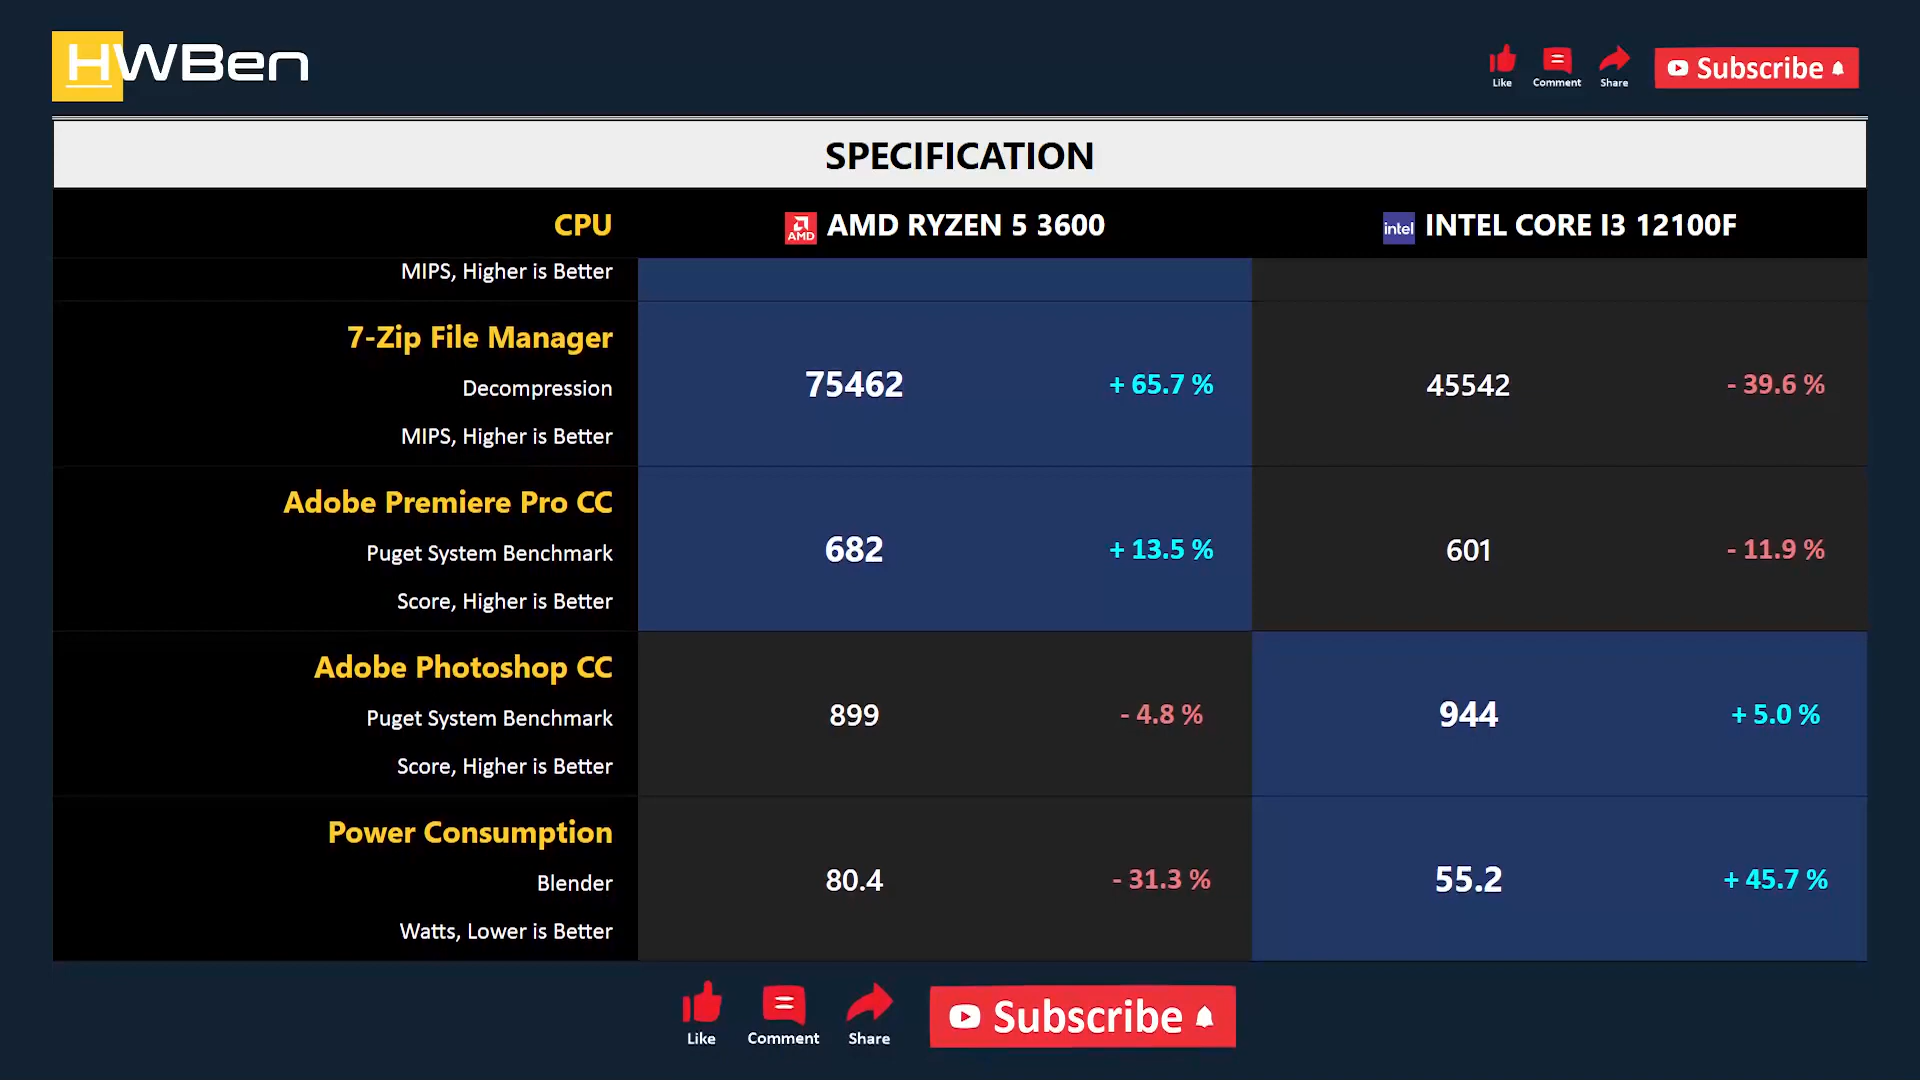 HWBen
Like
Comment
Share
Subscribe
SPECIFICATION
CPU
AMD
AMD RYZEN 5 3600
intel
INTEL CORE I3 12100F
MIPS, Higher is Better
7-Zip File Manager
Decompression
MIPS, Higher is Better
75462
+ 65.7 %
45542
- 39.6 %
Adobe Premiere Pro CC
Puget System Benchmark
Score, Higher is Better
682
+ 13.5 %
601
- 11.9 %
Adobe Photoshop CC
Puget System Benchmark
Score, Higher is Better
899
- 4.8 %
944
+ 5.0 %
Power Consumption
Blender
Watts, Lower is Better
80.4
- 31.3 %
55.2
+ 45.7 %
Like
Comment
Share
Subscribe